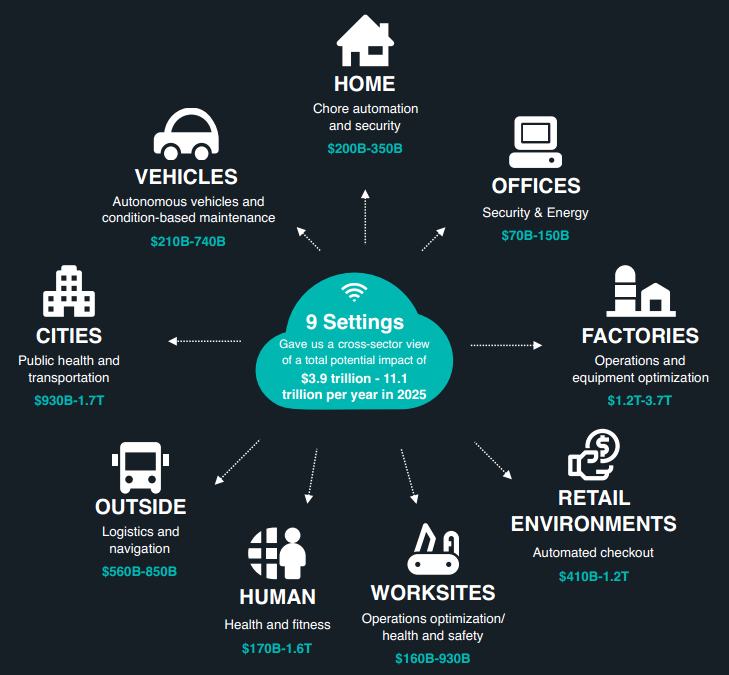 HOME
Chore automation
and security
$200B-350B
VEHICLES
Autonomous vehicles and
condition-based maintenance
$210B-740B
OFFICES
Security & Energy
$70B-150B
9 Settings
Gave us a cross-sector view
of a total potential impact of
$3.9 trillion - 11.1
trillion per year in 2025
CITIES
Public health and
transportation
$930B-1.7T
FACTORIES
Operations and
equipment optimization
$1.2T-3.7T
OUTSIDE
Logistics and
navigation
$560B-850B
RETAIL
ENVIRONMENTS
Automated checkout
$410B-1.2T
HUMAN
Health and fitness
$170B-1.6T
WORKSITES
Operations optimization/
health and safety
$160B-930B